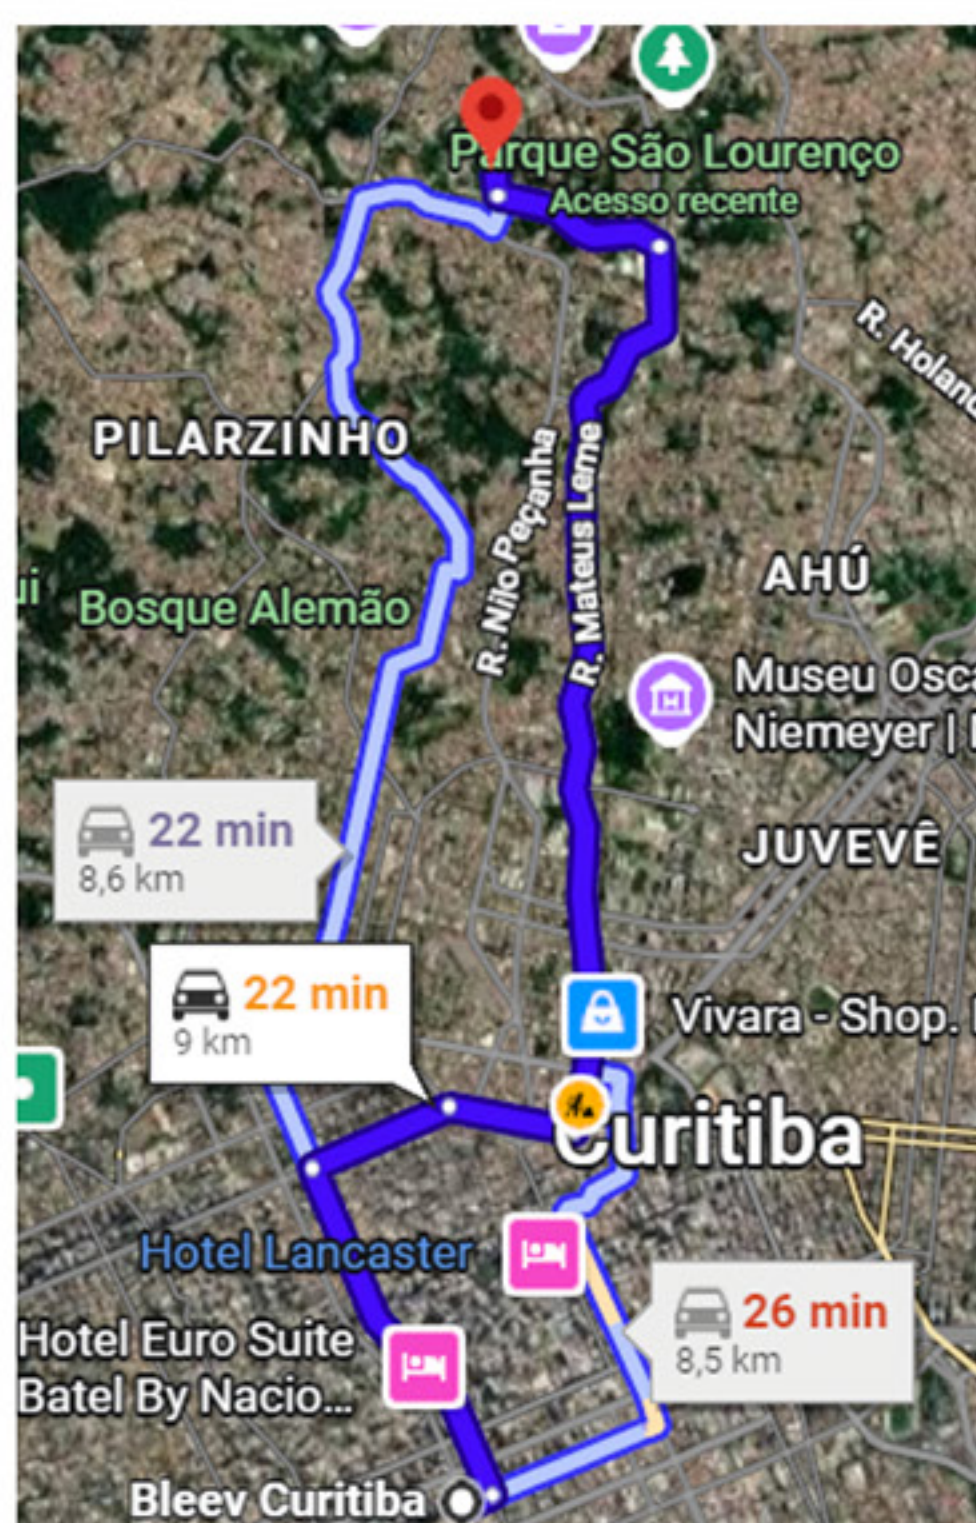 Parque São Lourenço
Acesso recente
R. Holand
PILARZINHO
R. Nilo Peçanha
R. Mateus Leme
AHÚ
ui
Bosque Alemão
Museu Osca
Niemeyer |
22 min
8,6 km
JUVEVÊ
22 min
9 km
Vivara - Shop.
Curitiba
Hotel Lancaster
26 min
8,5 km
Hotel Euro Suite
Batel By Nacio...
Bleev Curitiba